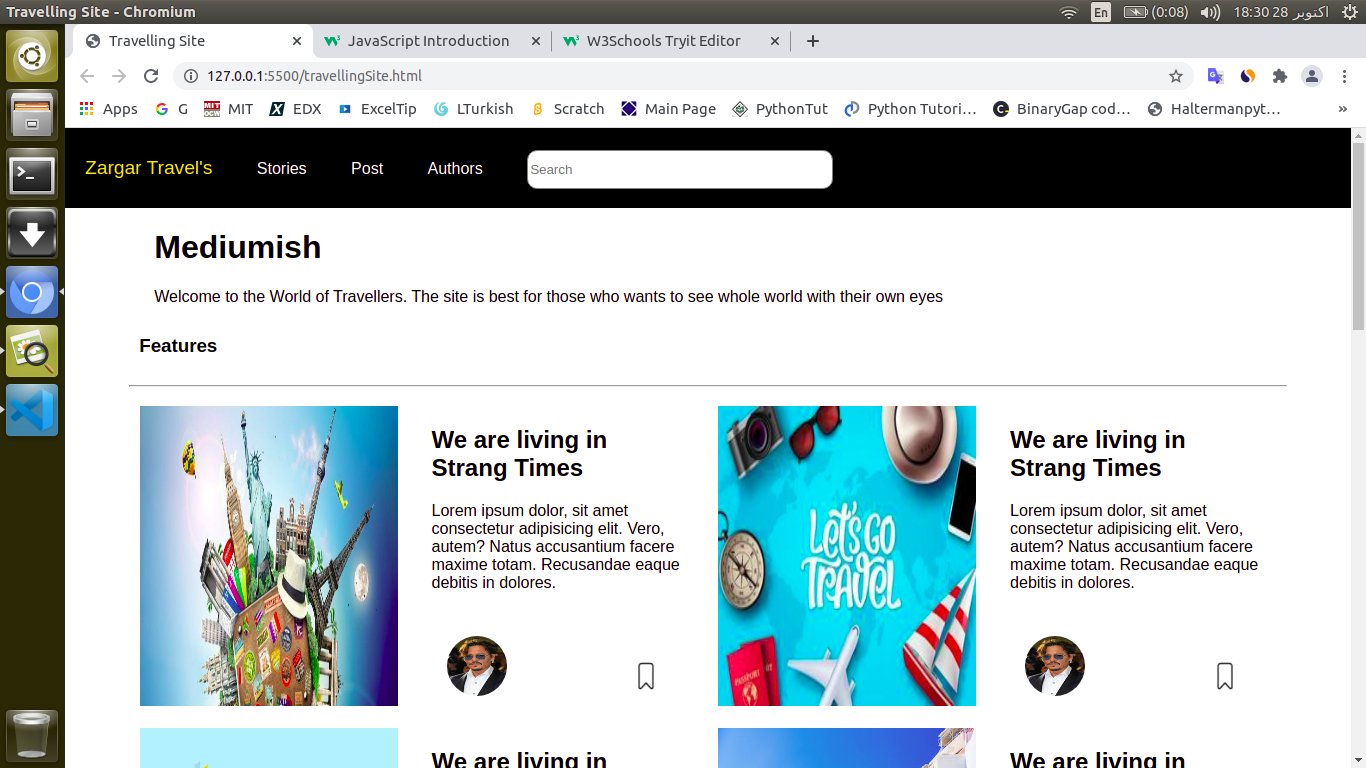 Travelling Site - Chromium
En (0:08) 18:30 28 اکتوبر
Travelling Site
JavaScript Introduction
W3Schools Tryit Editor
127.0.0.1:5500/travellingSite.html
Apps
G
MIT
EDX
ExcelTip
LTurkish
Scratch
Main Page
PythonTut
Python Tutori…
BinaryGap cod…
Haltermanpyt…
»
Zargar Travel's
Stories
Post
Authors
Search
Mediumish
Welcome to the World of Travellers. The site is best for those who wants to see whole world with their own eyes
Features
We are living in
Strang Times
Lorem ipsum dolor, sit amet
consectetur adipisicing elit. Vero,
autem? Natus accusantium facere
maxime totam. Recusandae eaque
debitis in dolores.
LET'S GO
TRAVEL
PASSPORT
We are living in
Strang Times
Lorem ipsum dolor, sit amet
consectetur adipisicing elit. Vero,
autem? Natus accusantium facere
maxime totam. Recusandae eaque
debitis in dolores.
We are living in
We are living in